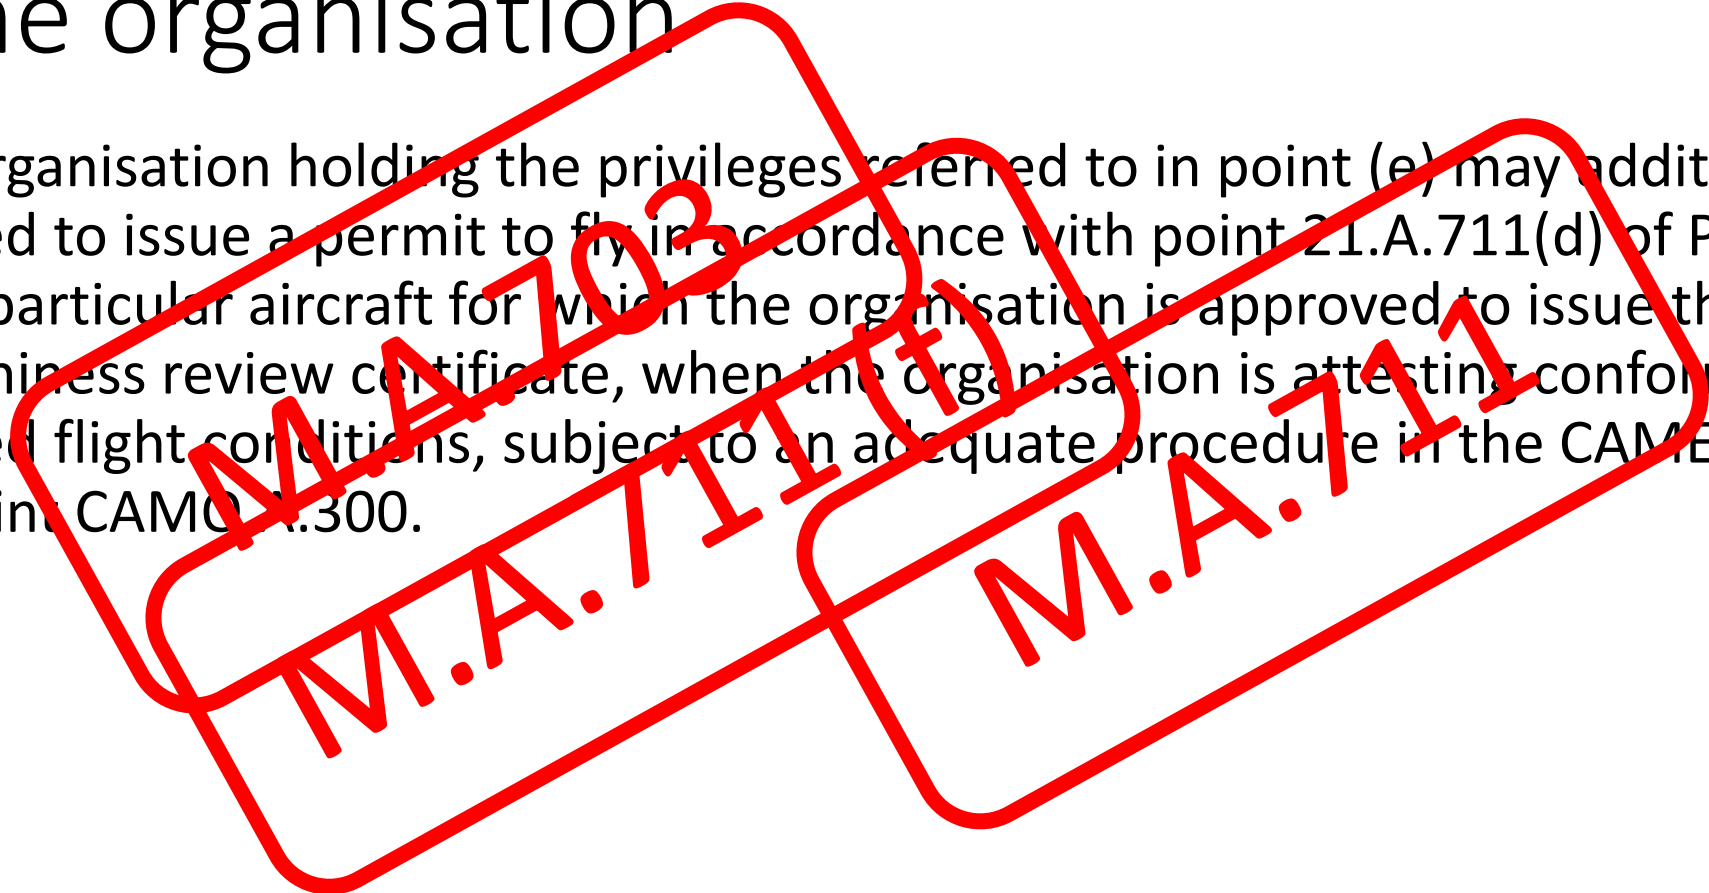 ne organisation
rganisation holding the privileges referred to in point (e) may addit
ed to issue a permit to fly in accordance with point 21.A.711(d) of P
particular aircraft for which the organisation is approved to issue th
hiness review certificate, when the organisation is attesting confor
ed flight conditions, subject to an adequate procedure in the CAME
int CAMO.A.300.
M.A.703
M.A.711(f)
M.A.711